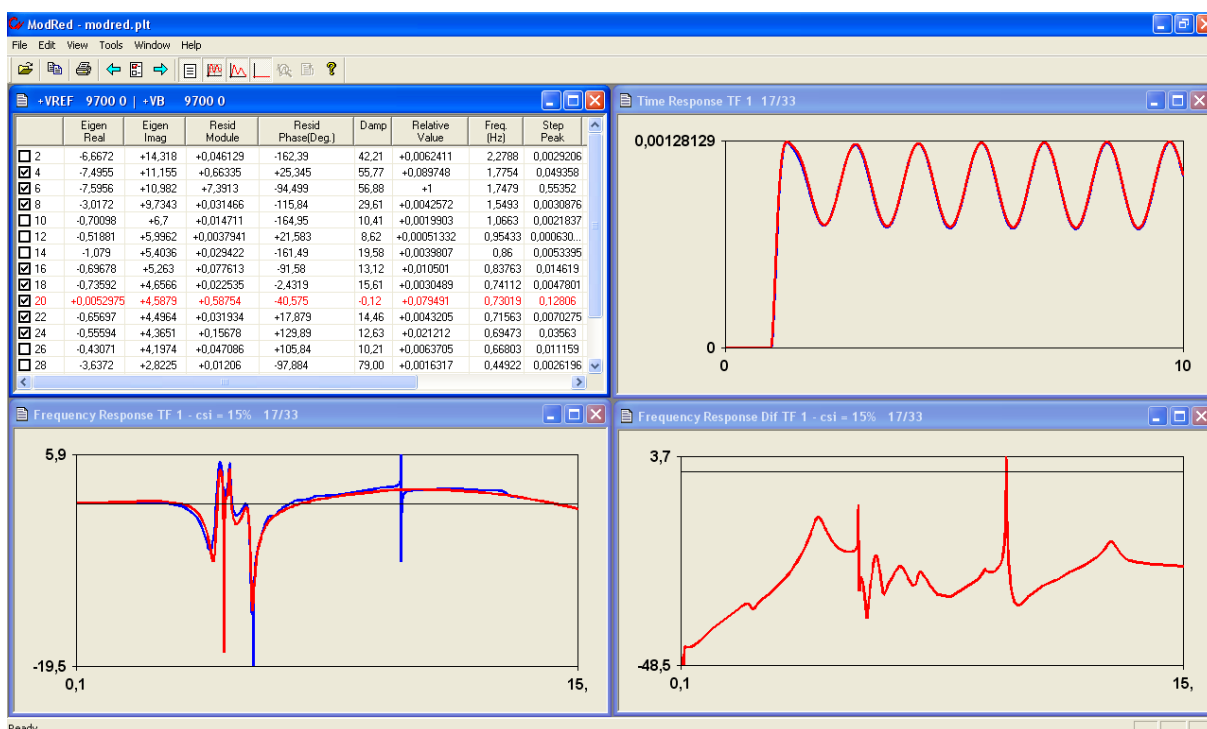 ModRed - modred.plt
File Edit View Tools Window Help
+VREF 9700 0 | +VB 9700 0
Eigen Real Eigen Imag Resid Module Resid Phase(Deg.) Damp Relative Value Freq. (Hz) Step Peak
2 -6,6672 +14,318 +0,046129 -162,39 42,21 +0,0062411 2,2788 0,0029206
4 -7,4955 +11,155 +0,66335 +25,345 55,77 +0,089748 1,7754 0,049358
6 -7,5956 +10,982 +7,3913 -94,499 56,88 +1 1,7479 0,55352
8 -3,0172 +9,7343 +0,031466 -115,84 29,61 +0,0042572 1,5493 0,0030876
10 -0,70098 +6,7 +0,014711 -164,95 10,41 +0,0019903 1,0663 0,0021837
12 -0,51881 +5,9962 +0,0037941 +21,583 8,62 +0,00051332 0,95433 0,000630...
14 -1,079 +5,4036 +0,029422 -161,49 19,58 +0,0039807 0,86 0,0053395
16 -0,69678 +5,263 +0,077613 -91,58 13,12 +0,010501 0,83763 0,014619
18 -0,73592 +4,6566 +0,022535 -2,4319 15,61 +0,0030489 0,74112 0,0047801
20 +0,0052975 +4,5879 +0,58754 -40,575 -0,12 +0,079491 0,73019 0,12806
22 -0,65697 +4,4964 +0,031934 +17,879 14,46 +0,0043205 0,71563 0,0070275
24 -0,55594 +4,3651 +0,15678 +129,89 12,63 +0,021212 0,69473 0,03563
26 -0,43071 +4,1974 +0,047086 +105,84 10,21 +0,0063705 0,66803 0,011159
28 -3,6372 +2,8225 +0,01206 -97,884 79,00 +0,0016317 0,44922 0,0026196
Time Response TF 1 17/33
0,00128129
0
0 10
Frequency Response TF 1 - csi = 15% 17/33
5,9
-19,5
0,1 15,
Frequency Response Dif TF 1 - csi = 15% 17/33
3,7
-48,5
0,1 15,
Ready